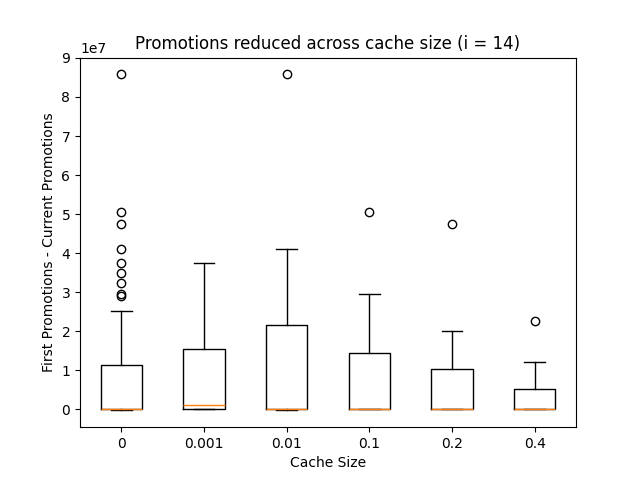 Promotions reduced across cache size (i = 14)
1e7
9
8
7
6
5
4
3
2
1
0
First Promotions - Current Promotions
0 0.001 0.01 0.1 0.2 0.4
Cache Size